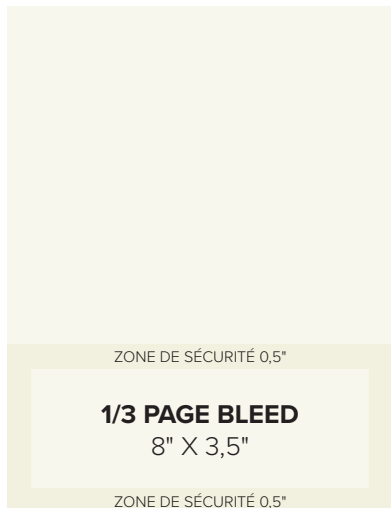 ZONE DE SÉCURITÉ 0,5"
1/3 PAGE BLEED
8" X 3,5"
ZONE DE SÉCURITÉ 0,5"